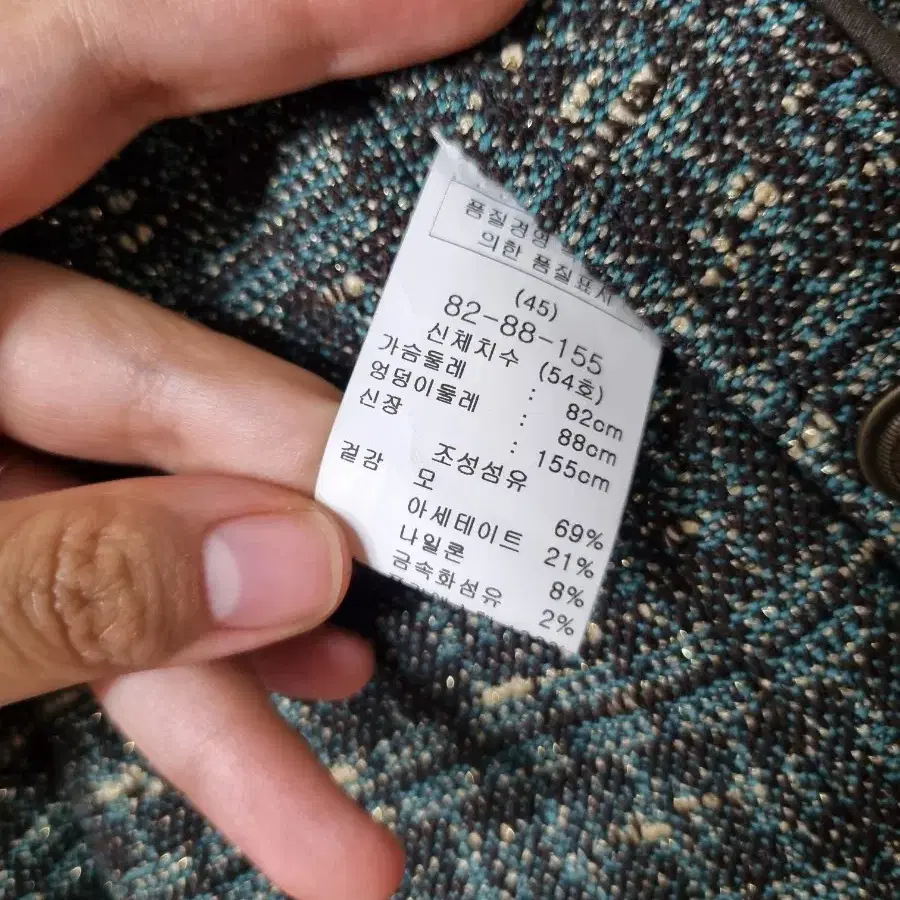 품질경영
의한 품질표시
(45)
82-88-155
신체치수 (54호)
가슴둘레 : 82cm
엉덩이둘레 : 88cm
신장 : 155cm
조성섬유
겉감 모 69%
아세테이트 21%
나일론 8%
금속화섬유 2%